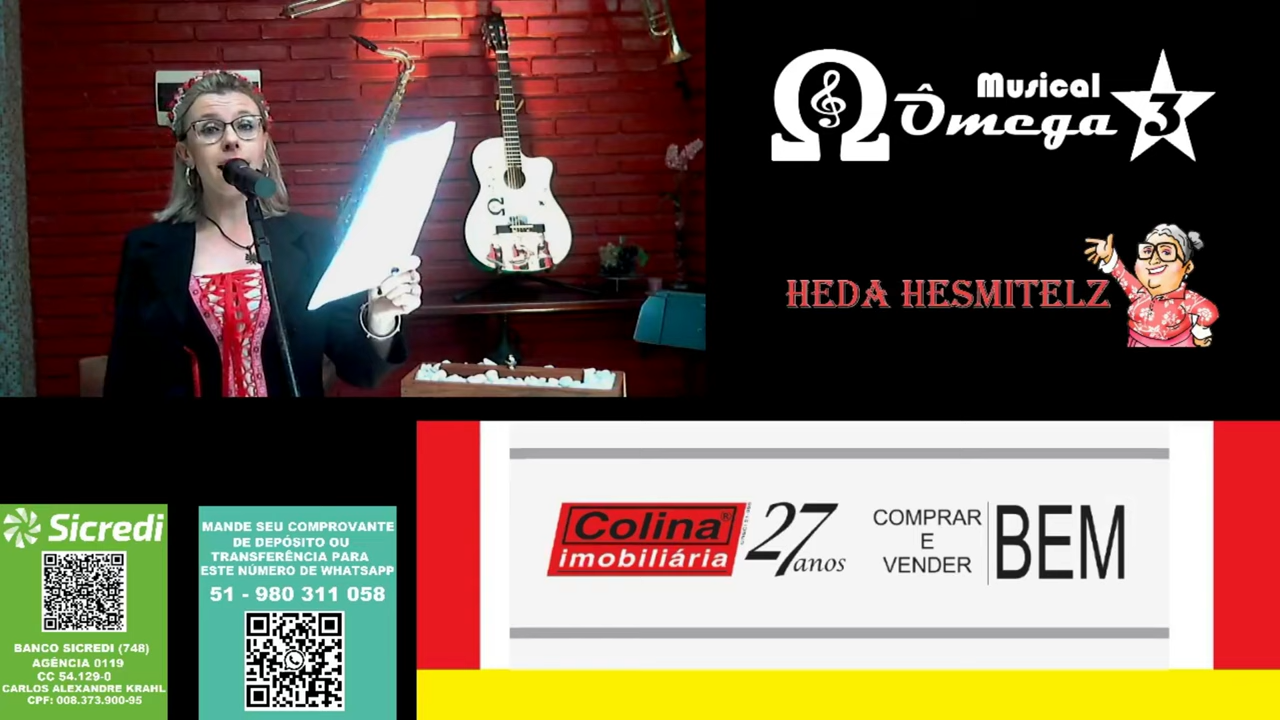 Musical
Ômega 3
HEDA HESMITELZ
Sicredi
BANCO SICREDI (748)
AGÊNCIA 0119
CC 54.129-0
CARLOS ALEXANDRE KRAHL
CPF: 008.373.900-95
MANDE SEU COMPROVANTE
DE DEPÓSITO OU
TRANSFERÊNCIA PARA
ESTE NÚMERO DE WHATSAPP
51 - 980 311 058
Colina®
imobiliária
27 anos
COMPRAR
E
VENDER
BEM